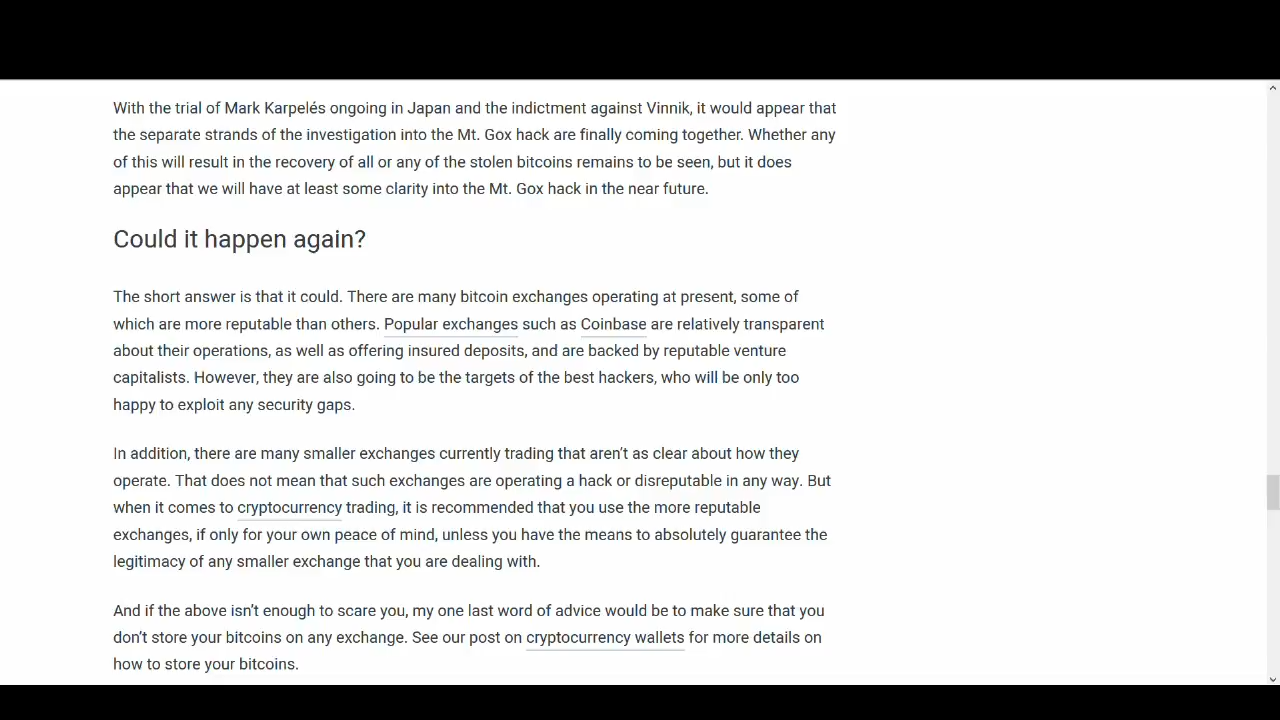 With the trial of Mark Karpelés ongoing in Japan and the indictment against Vinnik, it would appear that
the separate strands of the investigation into the Mt. Gox hack are finally coming together. Whether any
of this will result in the recovery of all or any of the stolen bitcoins remains to be seen, but it does
appear that we will have at least some clarity into the Mt. Gox hack in the near future.
Could it happen again?
The short answer is that it could. There are many bitcoin exchanges operating at present, some of
which are more reputable than others. Popular exchanges such as Coinbase are relatively transparent
about their operations, as well as offering insured deposits, and are backed by reputable venture
capitalists. However, they are also going to be the targets of the best hackers, who will be only too
happy to exploit any security gaps.
In addition, there are many smaller exchanges currently trading that aren’t as clear about how they
operate. That does not mean that such exchanges are operating a hack or disreputable in any way. But
when it comes to cryptocurrency trading, it is recommended that you use the more reputable
exchanges, if only for your own peace of mind, unless you have the means to absolutely guarantee the
legitimacy of any smaller exchange that you are dealing with.
And if the above isn’t enough to scare you, my one last word of advice would be to make sure that you
don’t store your bitcoins on any exchange. See our post on cryptocurrency wallets for more details on
how to store your bitcoins.